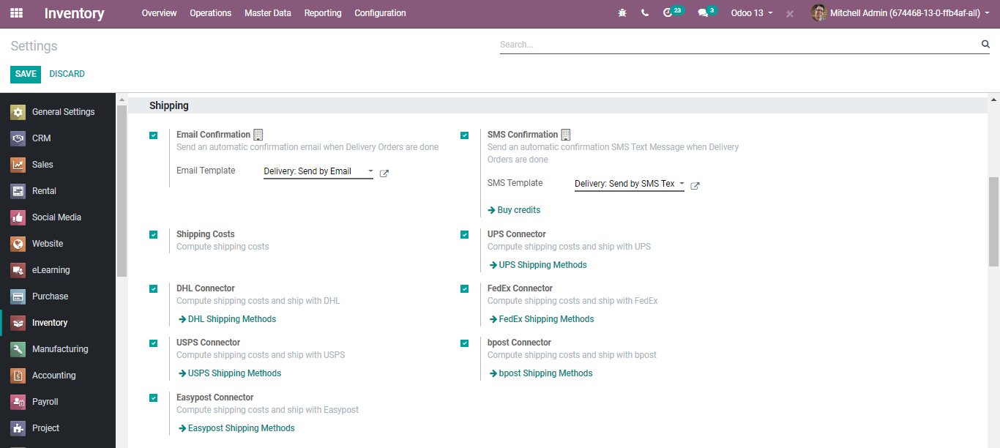 Inventory Overview Operations Master Data Reporting Configuration 23 3 Odoo 13 Mitchell Admin (674468-13-0-ffb4af-all)
Settings
Search...
SAVE DISCARD
General Settings
CRM
Sales
Rental
Social Media
Website
eLearning
Purchase
Inventory
Manufacturing
Accounting
Payroll
Project
Shipping
Email Confirmation
Send an automatic confirmation email when Delivery Orders are done
Email Template Delivery: Send by Email
SMS Confirmation
Send an automatic confirmation SMS Text Message when Delivery
Orders are done
SMS Template Delivery: Send by SMS Tex
Buy credits
Shipping Costs
Compute shipping costs
UPS Connector
Compute shipping costs and ship with UPS
UPS Shipping Methods
DHL Connector
Compute shipping costs and ship with DHL
DHL Shipping Methods
FedEx Connector
Compute shipping costs and ship with FedEx
FedEx Shipping Methods
USPS Connector
Compute shipping costs and ship with USPS
USPS Shipping Methods
bpost Connector
Compute shipping costs and ship with bpost
bpost Shipping Methods
Easypost Connector
Compute shipping costs and ship with Easypost
Easypost Shipping Methods